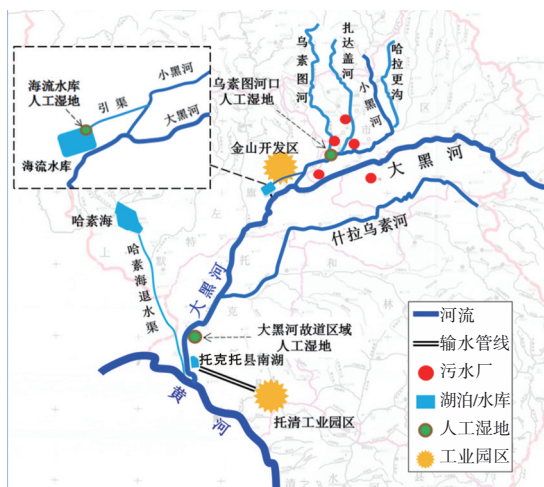 海流水库
人工湿地
引渠
小黑河
大黑河
海流水库
乌素图河口
人工湿地
乌素图河
扎达盖河
小黑河
哈拉更沟
金山开发区
大黑河
什拉乌素河
哈素海
哈素海退水渠
大黑河
大黑河故道区域
人工湿地
托克托县南湖
黄河
托清工业园区
河流
输水管线
污水厂
湖泊/水库
人工湿地
工业园区